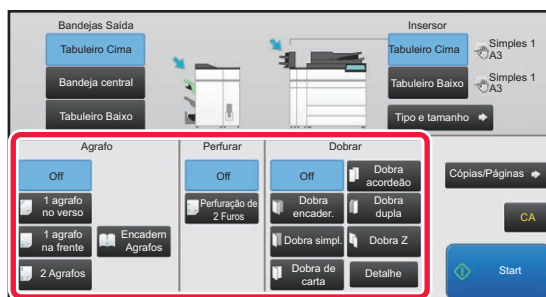 Bandejas Saída
Tabuleiro Cima
Bandeja central
Tabuleiro Baixo
Insersor
Tabuleiro Cima
Simples 1
A3
Tabuleiro Baixo
Simples 1
A3
Tipo e tamanho
Agrafo
Off
1 agrafo
no verso
1 agrafo
na frente
Encadern
Agrafos
2 Agrafos
Perfurar
Off
Perfuração de
2 Furos
Dobrar
Off
Dobra
acordeão
Dobra
encader.
Dobra
dupla
Dobra simpl.
Dobra Z
Dobra de
carta
Detalhe
Cópias/Páginas
CA
Start